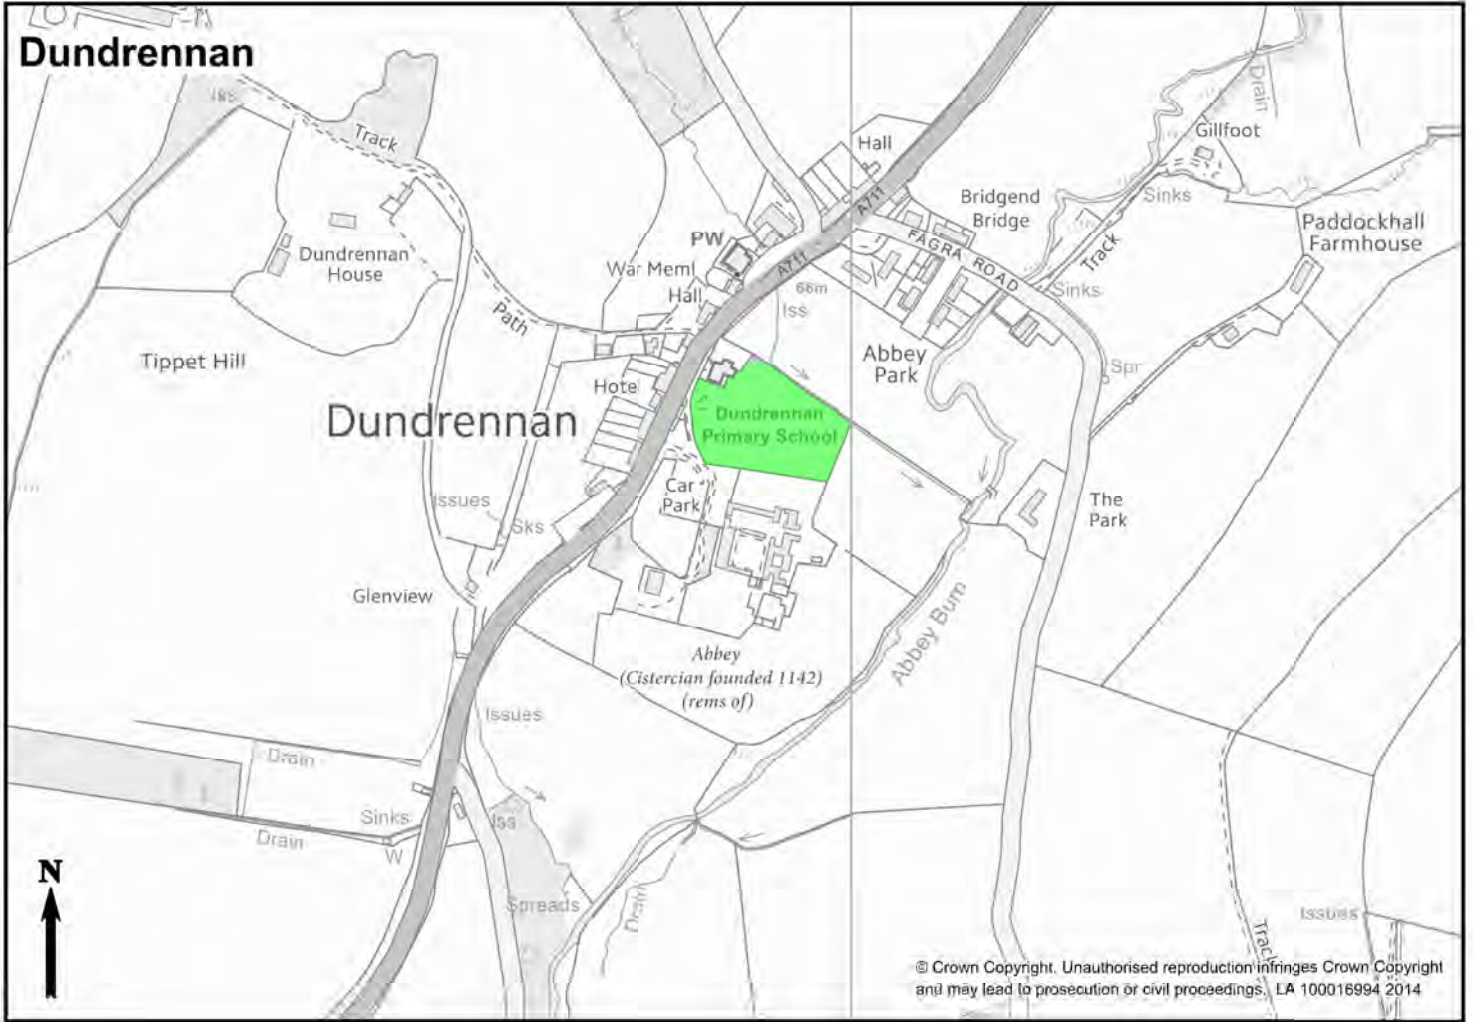 Dundrennan
Iss
Track
Drain
Gillfoot
Hall
Sinks
Bridgend
Bridge
Paddockhall
Farmhouse
A711
FAGRA ROAD
Track
PW
Dundrennan
House
War Meml
A711
Hall
66m
Iss
Sinks
Path
Tippet Hill
Abbey
Park
Spr
Hote
Dundrennan
Dundrennan
Primary School
Car
Park
Issues
Sks
The
Park
Glenview
Abbey Burn
Abbey
(Cistercian founded 1142)
(rems of)
Issues
Drain
Sinks
Iss
Drain
W
N
Spreads
Drain
Issues
Track
© Crown Copyright. Unauthorised reproduction infringes Crown Copyright
and may lead to prosecution or civil proceedings. LA 100016994 2014